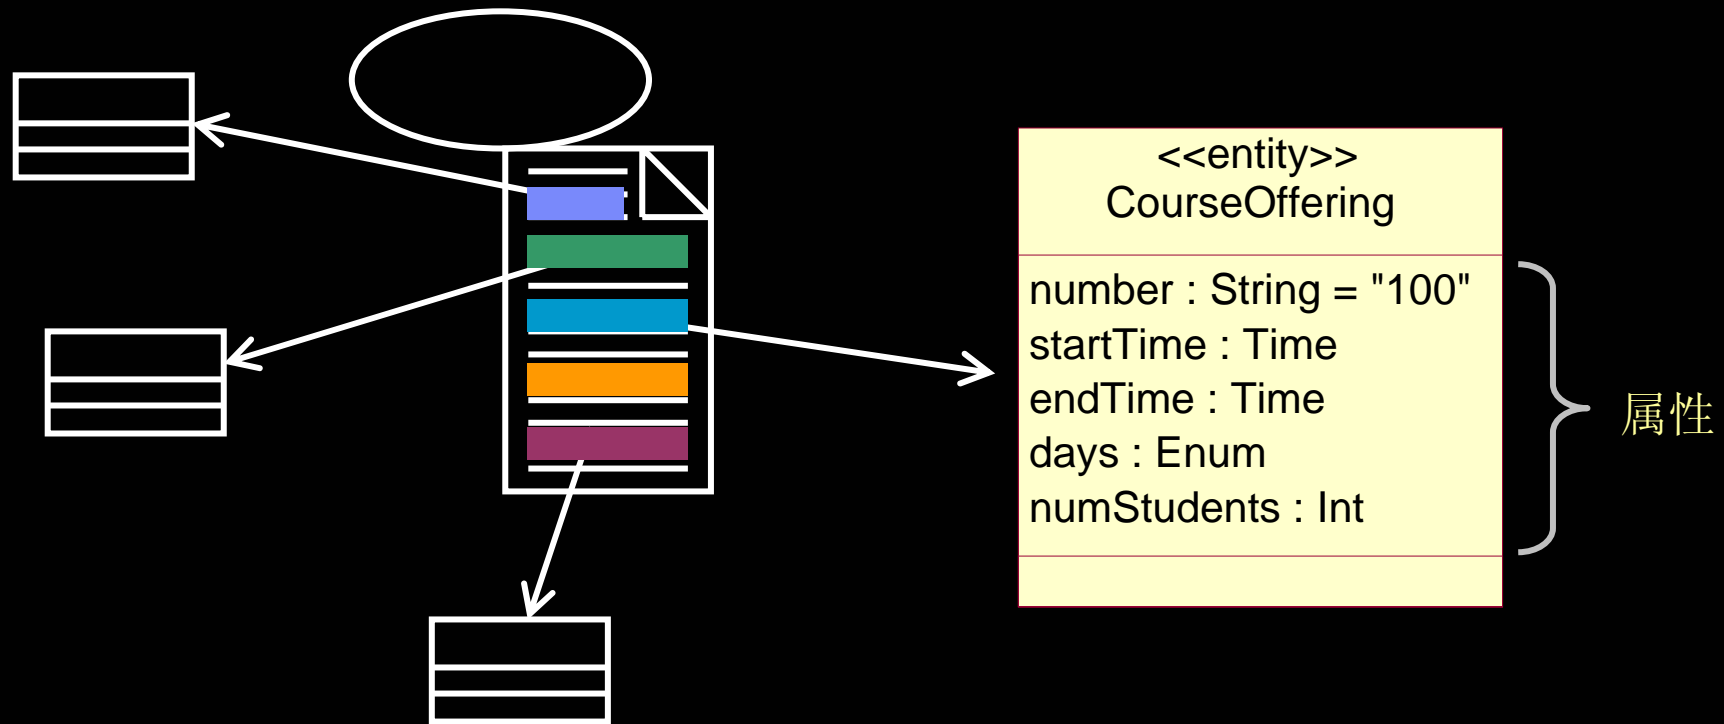 <<entity>>
CourseOffering
number : String = "100"
startTime : Time
endTime : Time
days : Enum
numStudents : Int
属性